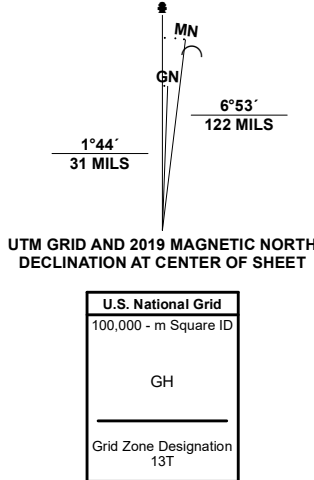 MN
GN
6°53´
122 MILS
1°44´
31 MILS
UTM GRID AND 2019 MAGNETIC NORTH
DECLINATION AT CENTER OF SHEET
U.S. National Grid
100,000 - m Square ID
GH
Grid Zone Designation
13T